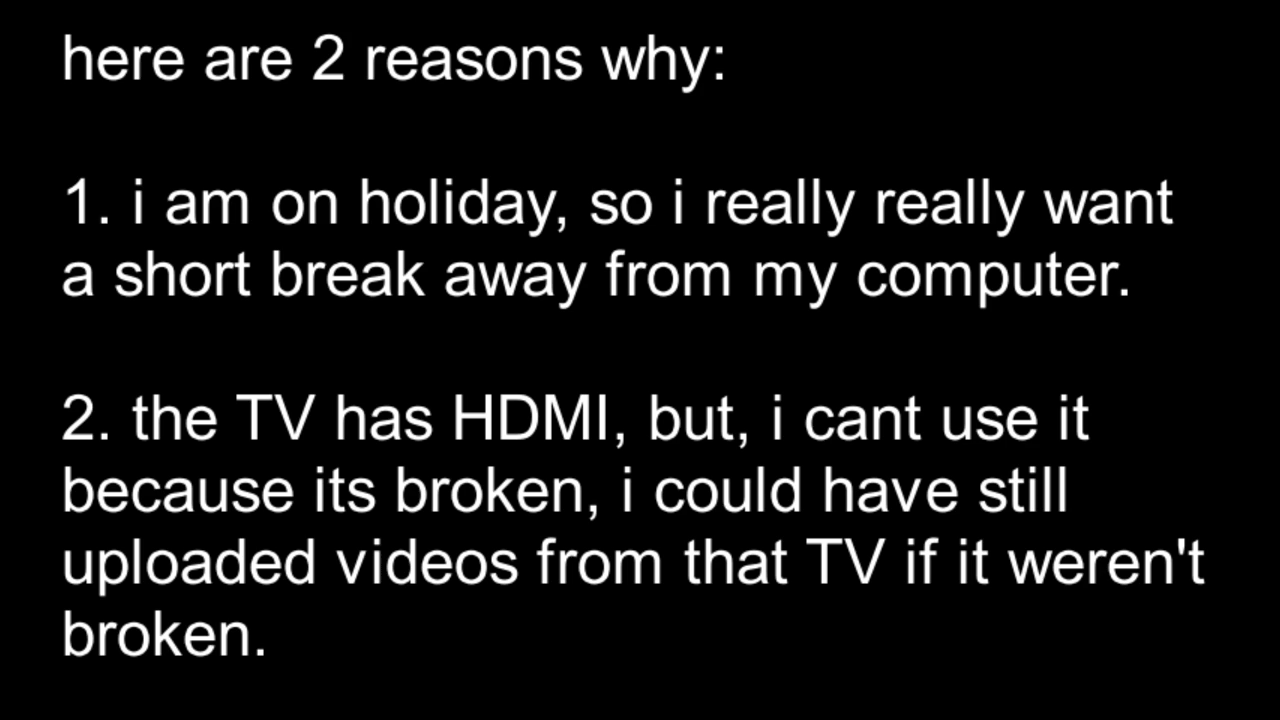 here are 2 reasons why:
1. i am on holiday, so i really really want
a short break away from my computer.
2. the TV has HDMI, but, i cant use it
because its broken, i could have still
uploaded videos from that TV if it weren't
broken.